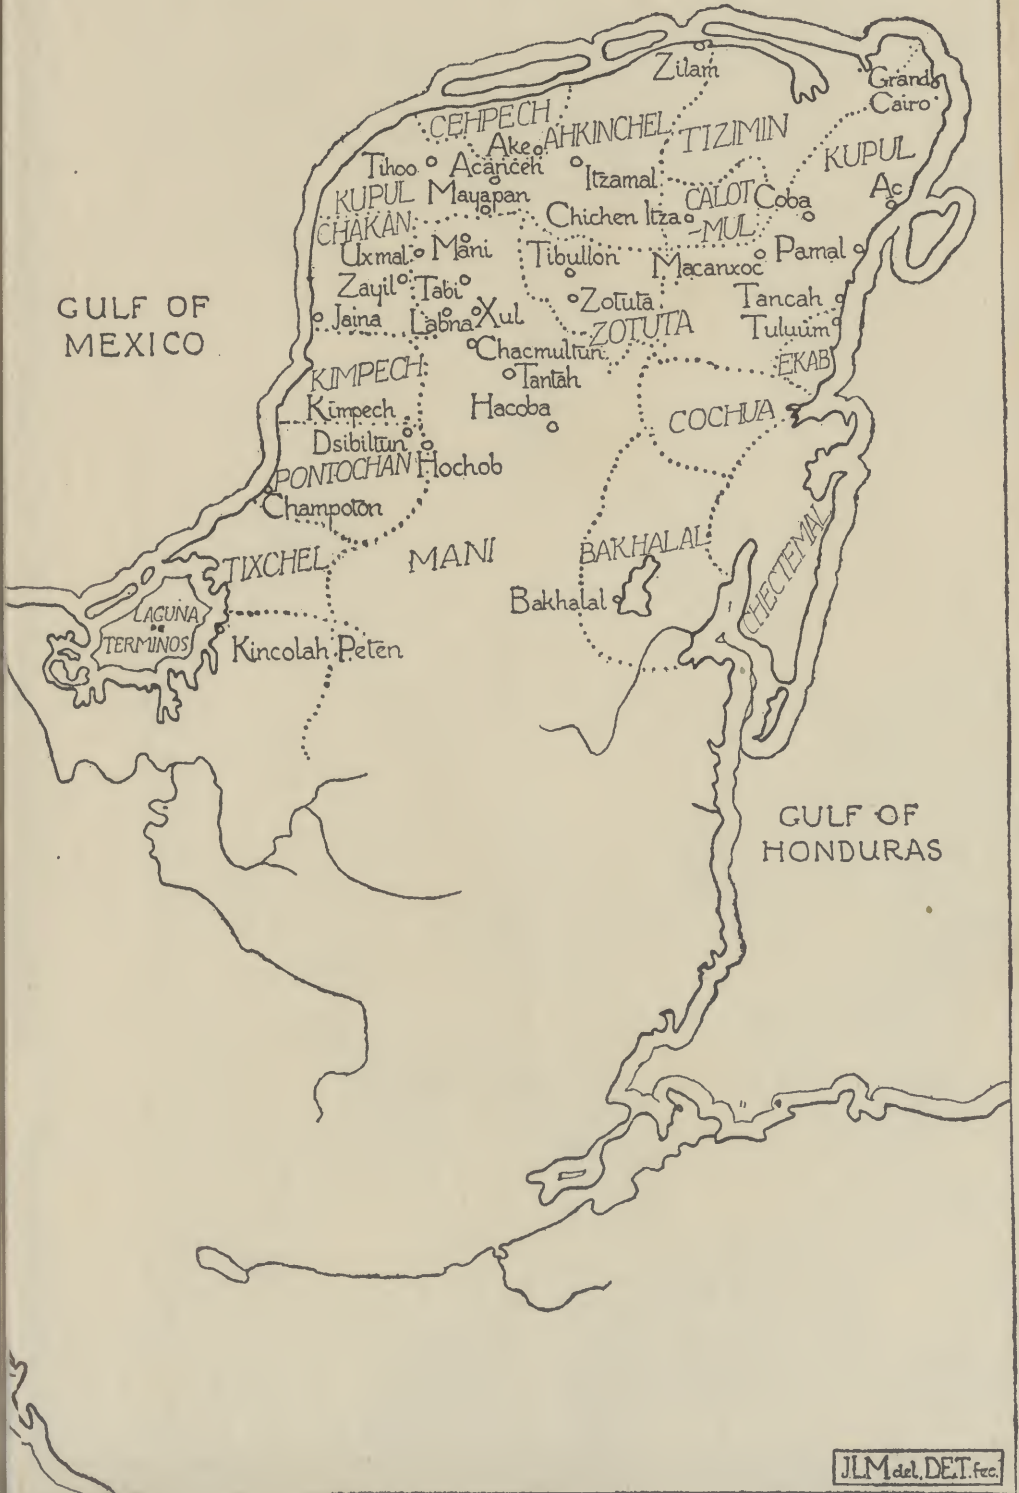 Zilam
Grand
Cairo
CEHPECH
AHKINCHEL
TIZIMIN
KUPUL
Ake
Tihoo
Acanceh
Itzamal
KUPUL
Mayapan
CALOT
-MUL
Coba
Ac
Chichen Itza
CHAKAN
Uxmal
Mani
Tibullon
Macanxoc
Pamal
Zayil
Tabi
Zotuta
Tancah
GULF OF
MEXICO
Jaina
Labna
Xul
ZOTUTA
Tuluum
Chacmultun
EKAB
KIMPECH
Tantah
Kimpech
Hacoba
COCHUA
Dsibiltun
PONTOCHAN
Hochob
Champoton
TIXCHEL
MANI
BAKHALAL
CHECTEMAL
Bakhalal
LAGUNA
DE
TERMINOS
Kincolah Peten
GULF OF
HONDURAS
J.L.M del. D.E.T. fec.